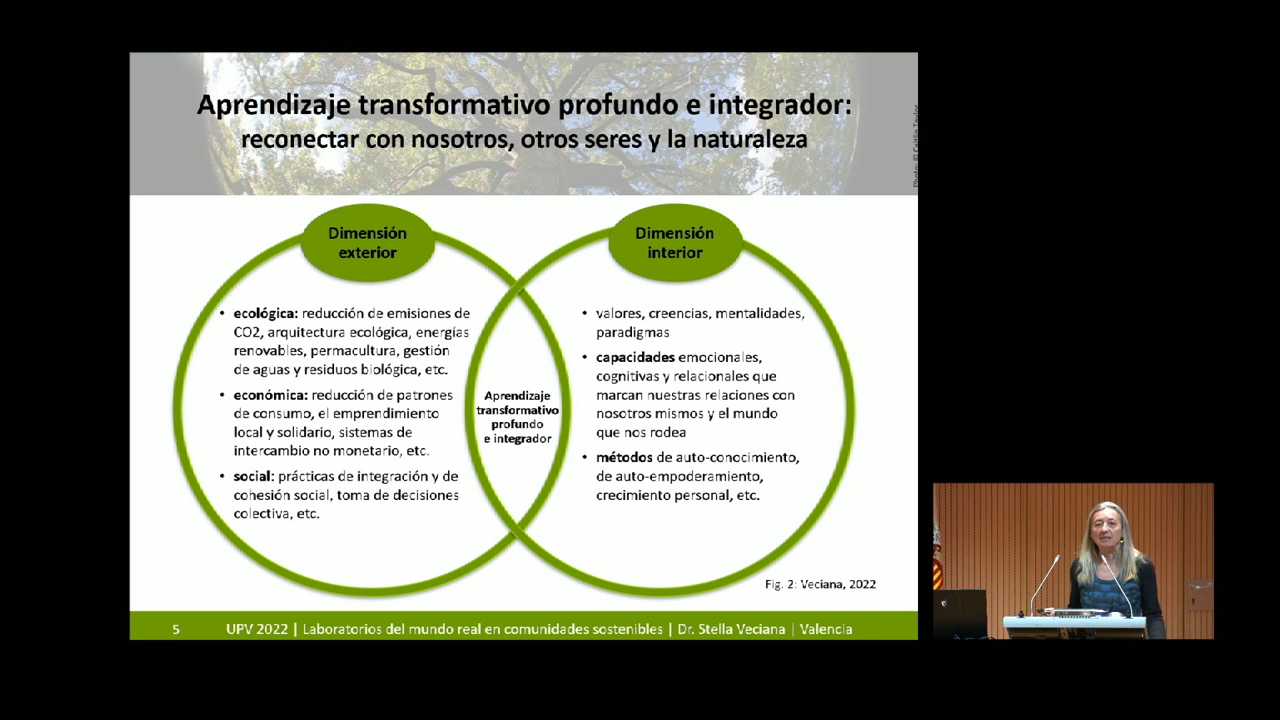 Aprendizaje transformativo profundo e integrador:
reconectar con nosotros, otros seres y la naturaleza
Dimensión
exterior
• ecológica: reducción de emisiones de
CO2, arquitectura ecológica, energías
renovables, permacultura, gestión
de aguas y residuos biológica, etc.
• económica: reducción de patrones
de consumo, el emprendimiento
local y solidario, sistemas de
intercambio no monetario, etc.
• social: prácticas de integración y de
cohesión social, toma de decisiones
colectiva, etc.
Aprendizaje
transformativo
profundo
e integrador
Dimensión
interior
• valores, creencias, mentalidades,
paradigmas
• capacidades emocionales,
cognitivas y relacionales que
marcan nuestras relaciones con
nosotros mismos y el mundo
que nos rodea
• métodos de auto-conocimiento,
de auto-empoderamiento,
crecimiento personal, etc.
Fig. 2: Veciana, 2022
5 UPV 2022 | Laboratorios del mundo real en comunidades sostenibles | Dr. Stella Veciana | Valencia